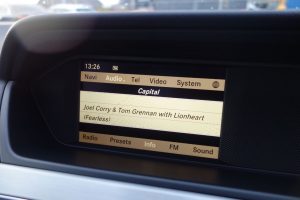 13:26
Navi Audio Tel Video System
Capital
Joel Corry & Tom Grennan with Lionheart
(Fearless)
Radio Presets Info FM Sound